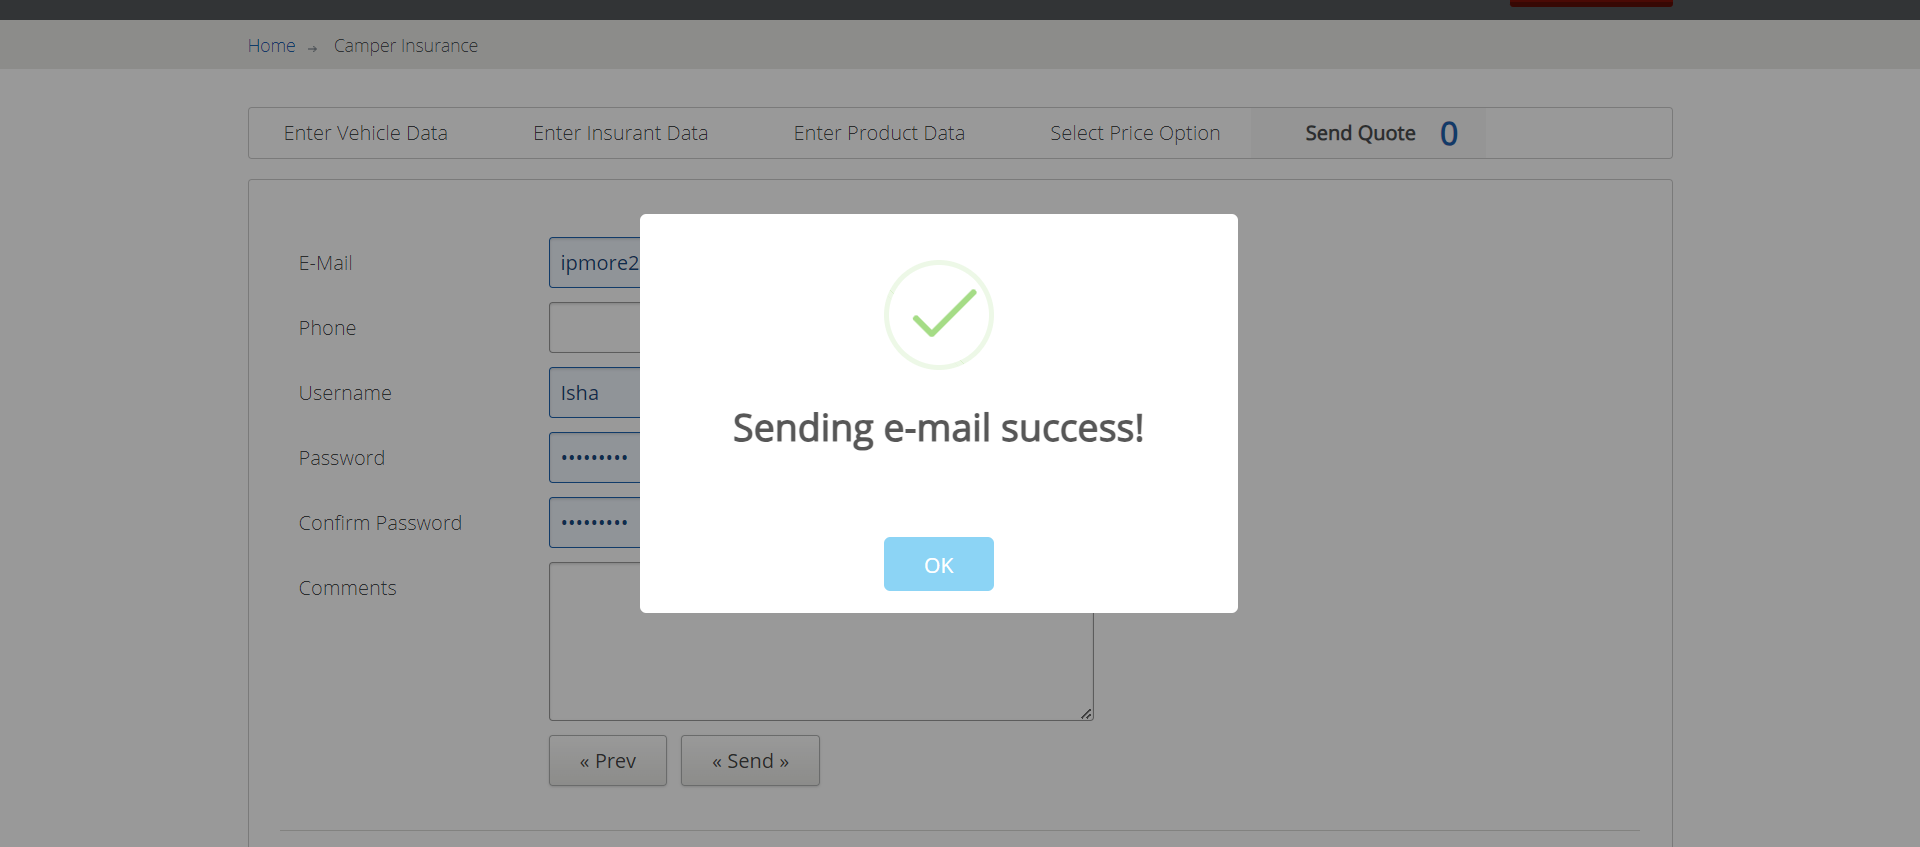 Home → Camper Insurance
Enter Vehicle Data Enter Insurant Data Enter Product Data Select Price Option Send Quote 0
E-Mail ipmore2
Phone
Username Isha
Password •••••••••
Confirm Password •••••••••
Comments
Sending e-mail success!
OK
« Prev « Send »